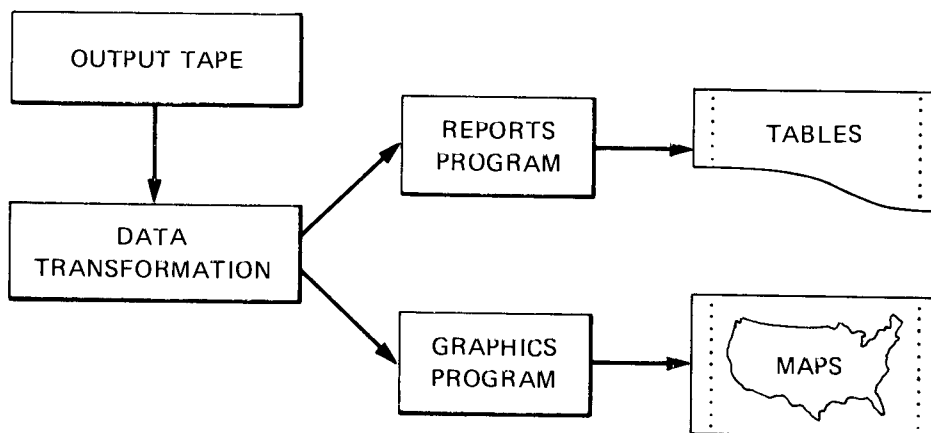 OUTPUT TAPE
DATA
TRANSFORMATION
REPORTS
PROGRAM
TABLES
GRAPHICS
PROGRAM
MAPS